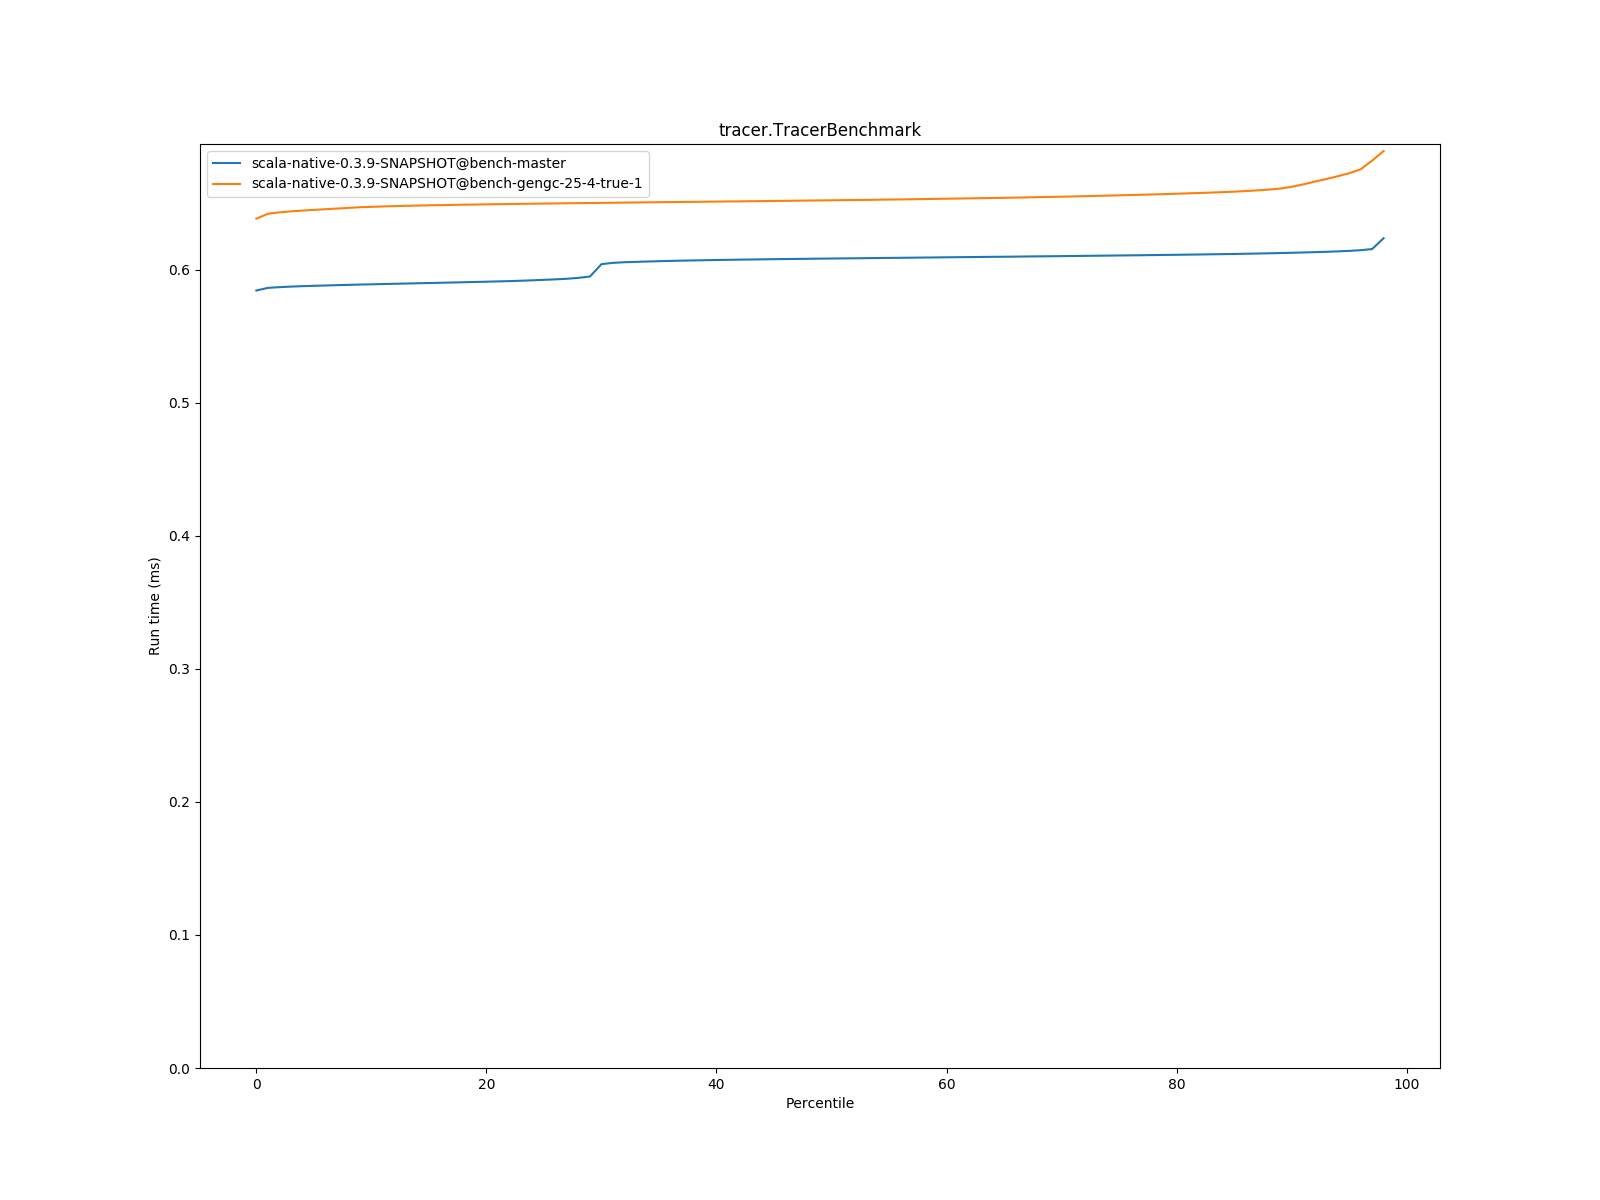 tracer.TracerBenchmark
scala-native-0.3.9-SNAPSHOT@bench-master
scala-native-0.3.9-SNAPSHOT@bench-gengc-25-4-true-1
0.6
0.5
0.4
0.3
0.2
0.1
0.0
Run time (ms)
0 20 40 60 80 100
Percentile